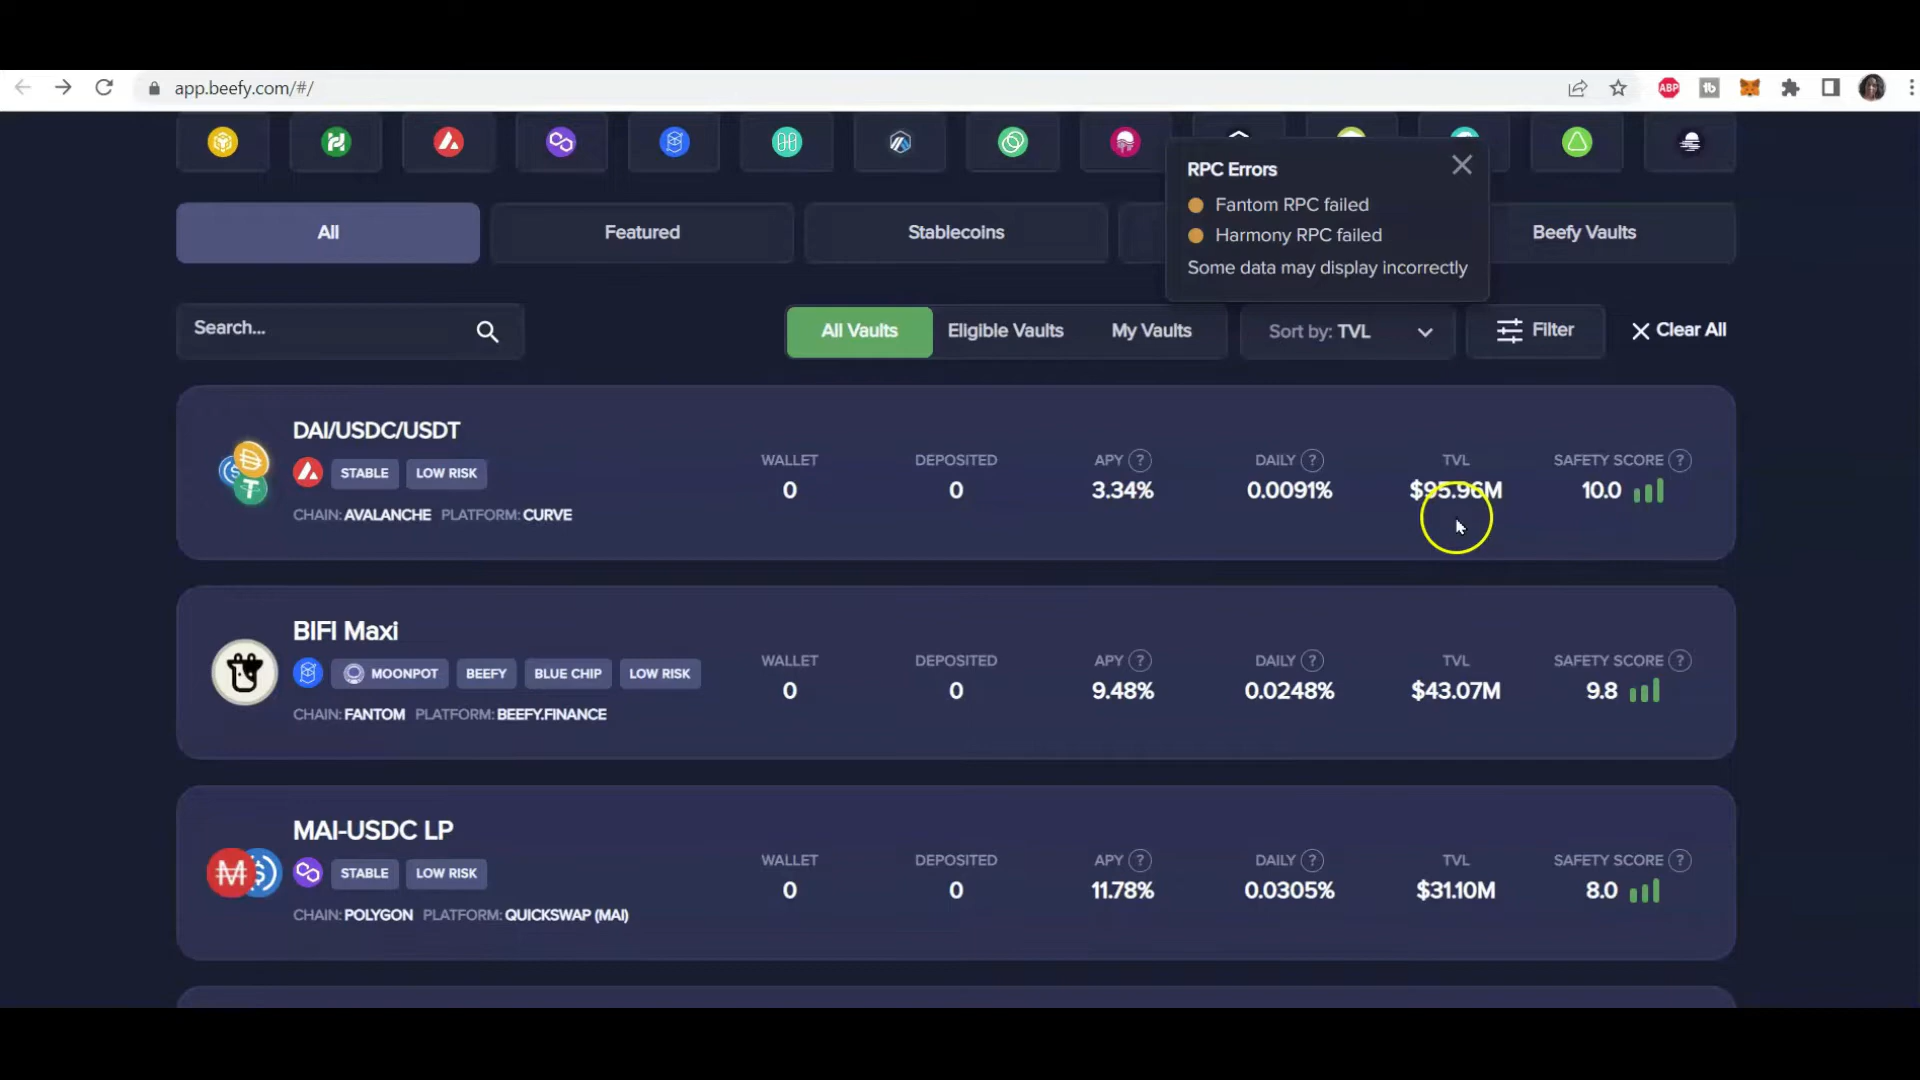 app.beefy.com/#/
ABP
tb
RPC Errors
Fantom RPC failed
Harmony RPC failed
Some data may display incorrectly
All Featured Stablecoins Beefy Vaults
Search... All Vaults Eligible Vaults My Vaults Sort by: TVL Filter Clear All
DAI/USDC/USDT
STABLE LOW RISK
CHAIN: AVALANCHE PLATFORM: CURVE
WALLET DEPOSITED APY ? DAILY ? TVL SAFETY SCORE ?
0 0 3.34% 0.0091% $95.96M 10.0
BIFI Maxi
MOONPOT BEEFY BLUE CHIP LOW RISK
CHAIN: FANTOM PLATFORM: BEEFY.FINANCE
WALLET DEPOSITED APY ? DAILY ? TVL SAFETY SCORE ?
0 0 9.48% 0.0248% $43.07M 9.8
MAI-USDC LP
STABLE LOW RISK
CHAIN: POLYGON PLATFORM: QUICKSWAP (MAI)
WALLET DEPOSITED APY ? DAILY ? TVL SAFETY SCORE ?
0 0 11.78% 0.0305% $31.10M 8.0